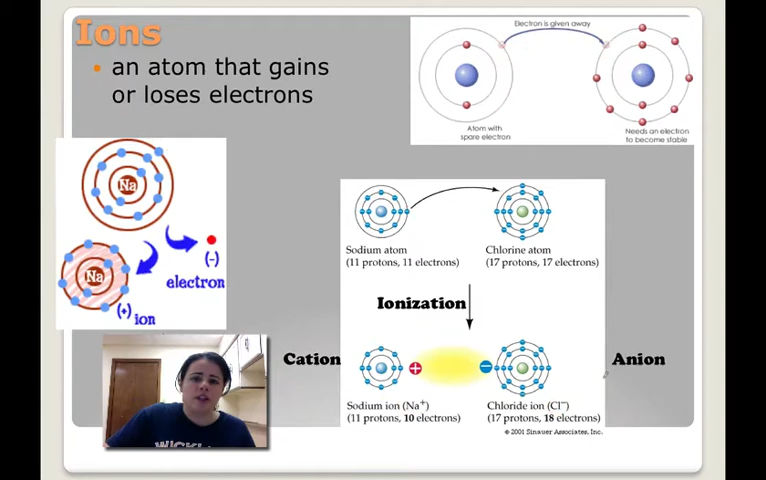 Ions
• an atom that gains
or loses electrons
Electron is given away
Atom with
spare electron
Needs an electron
to become stable
Na
Na
(-)
electron
(+) ion
Sodium atom
(11 protons, 11 electrons)
Chlorine atom
(17 protons, 17 electrons)
Ionization
Cation
+
−
Anion
Sodium ion (Na⁺)
(11 protons, 10 electrons)
Chloride ion (Cl⁻)
(17 protons, 18 electrons)
© 2001 Sinauer Associates, Inc.